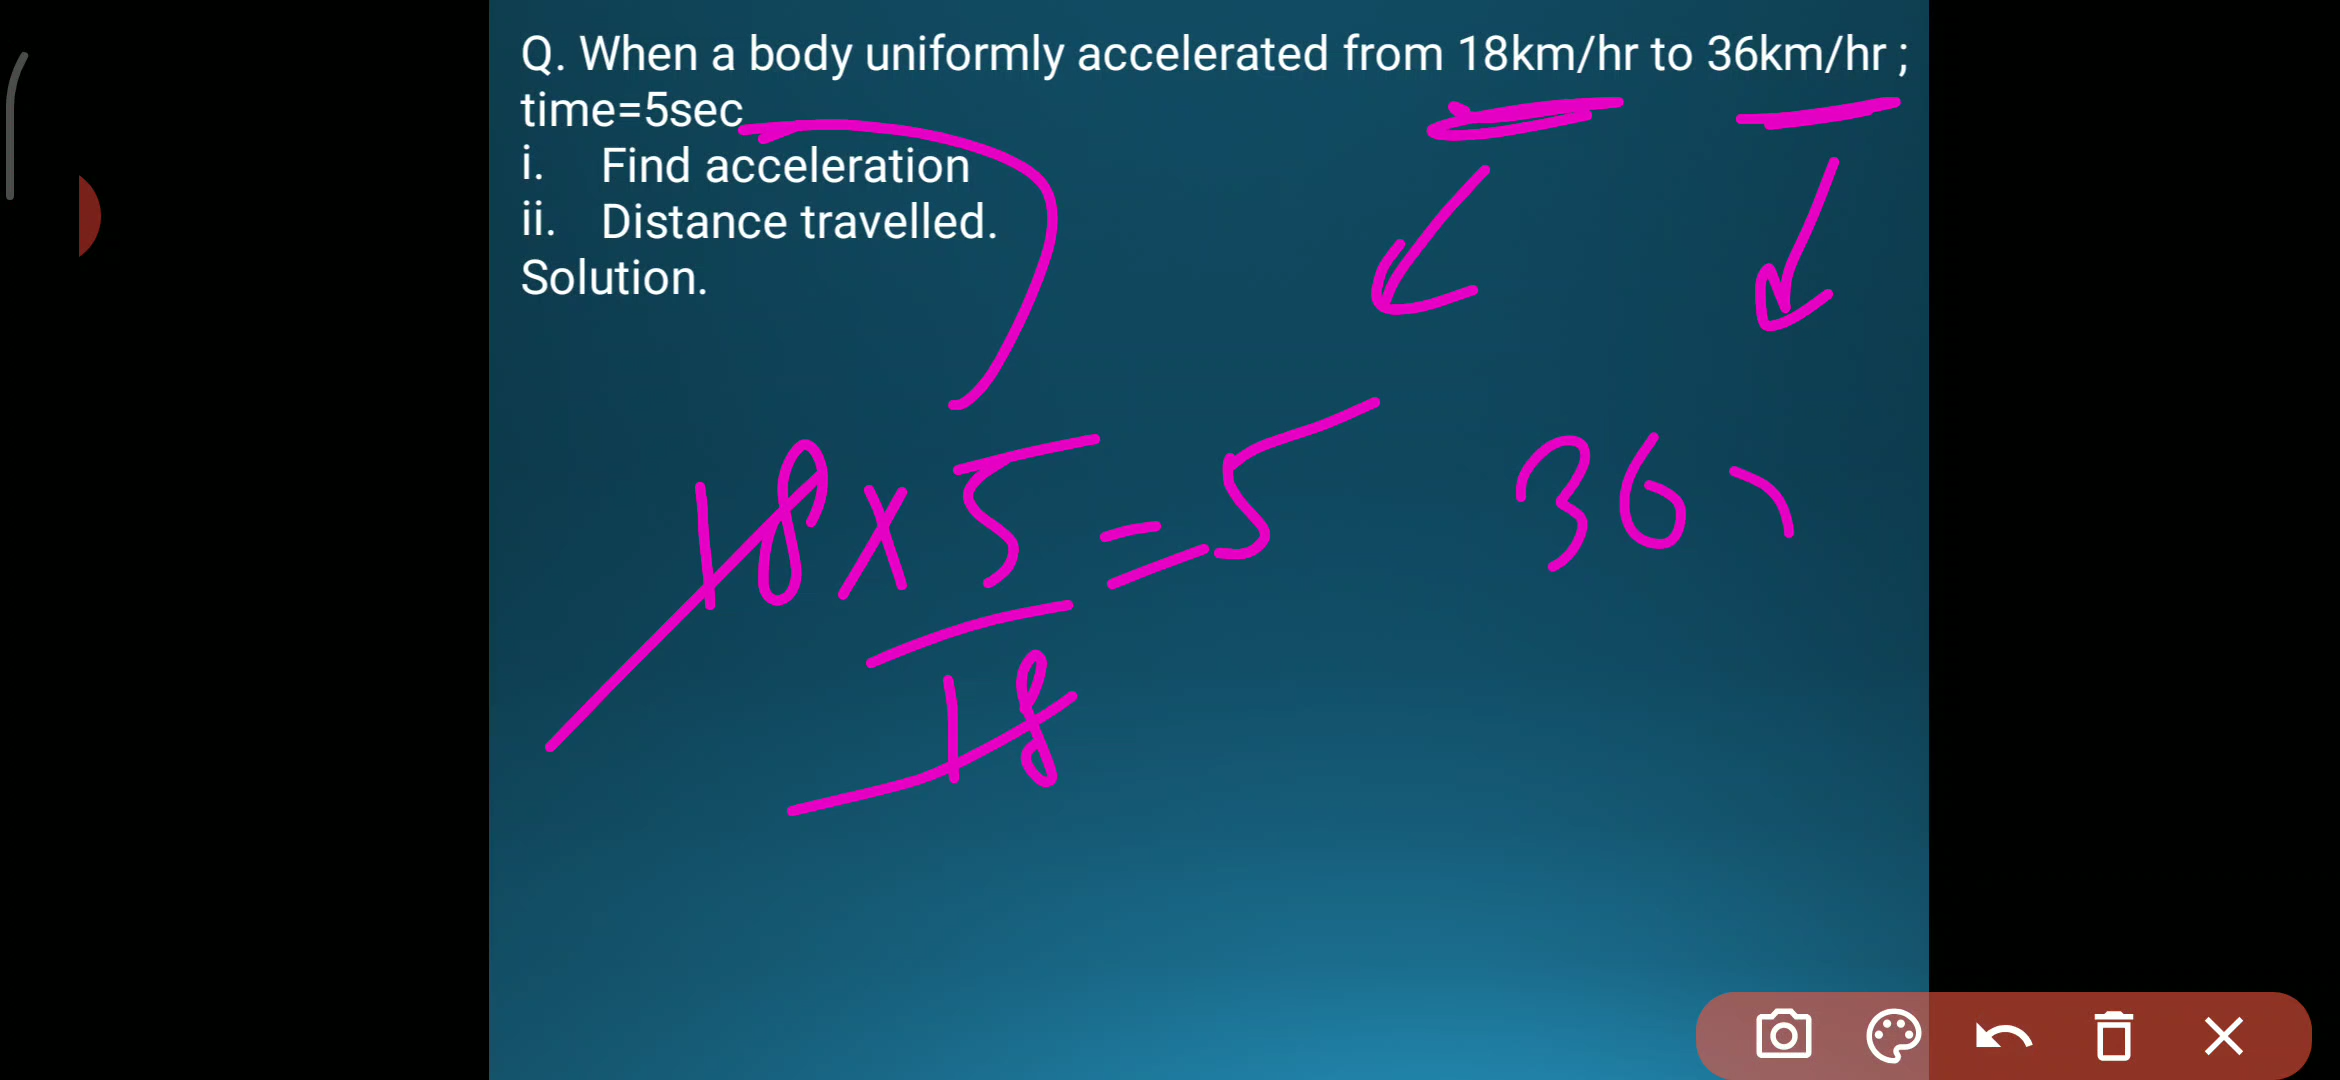 Q. When a body uniformly accelerated from 18km/hr to 36km/hr ;
time=5sec
i. Find acceleration
ii. Distance travelled.
Solution.
18 x 5 = 5 36
18